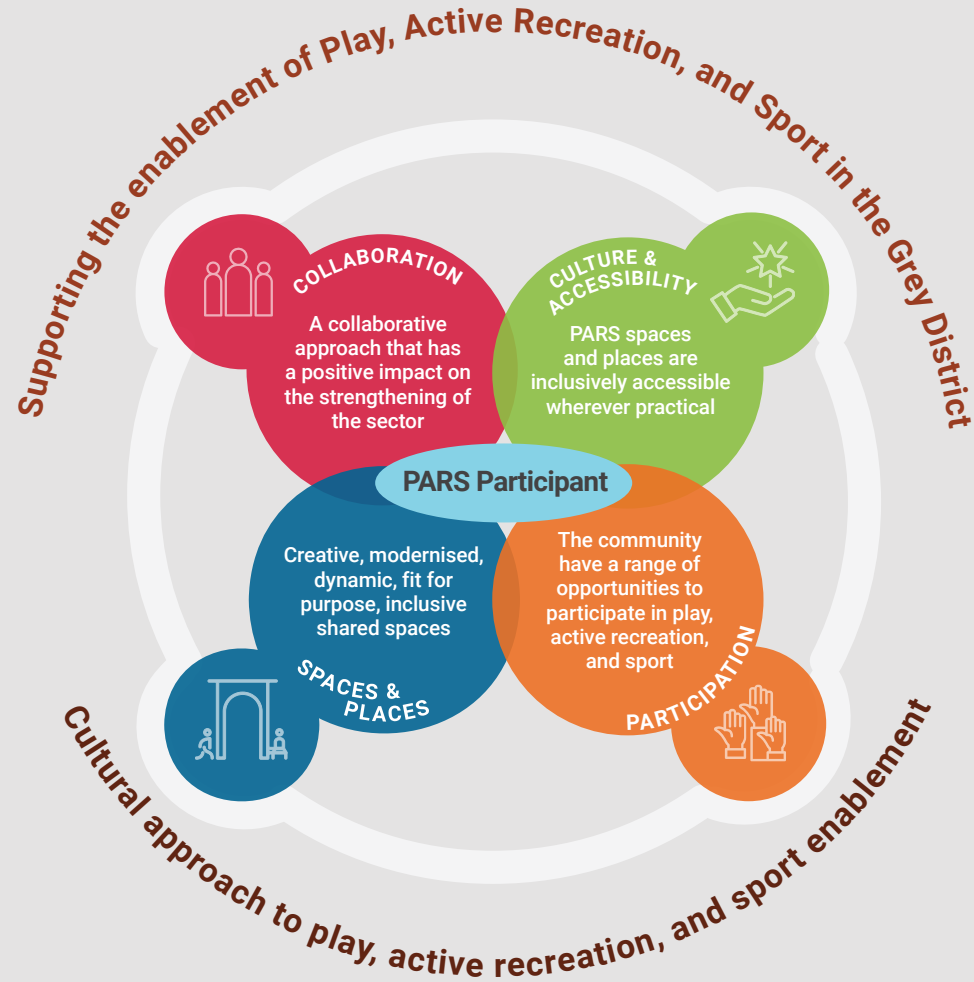 Supporting the enablement of Play, Active Recreation, and Sport in the Grey District
COLLABORATION
A collaborative
approach that has
a positive impact on
the strengthening of
the sector
CULTURE &
ACCESSIBILITY
PARS spaces
and places are
inclusively accessible
wherever practical
PARS Participant
Creative, modernised,
dynamic, fit for
purpose, inclusive
shared spaces
SPACES &
PLACES
The community
have a range of
opportunities to
participate in play,
active recreation,
and sport
PARTICIPATION
Cultural approach to play, active recreation, and sport enablement